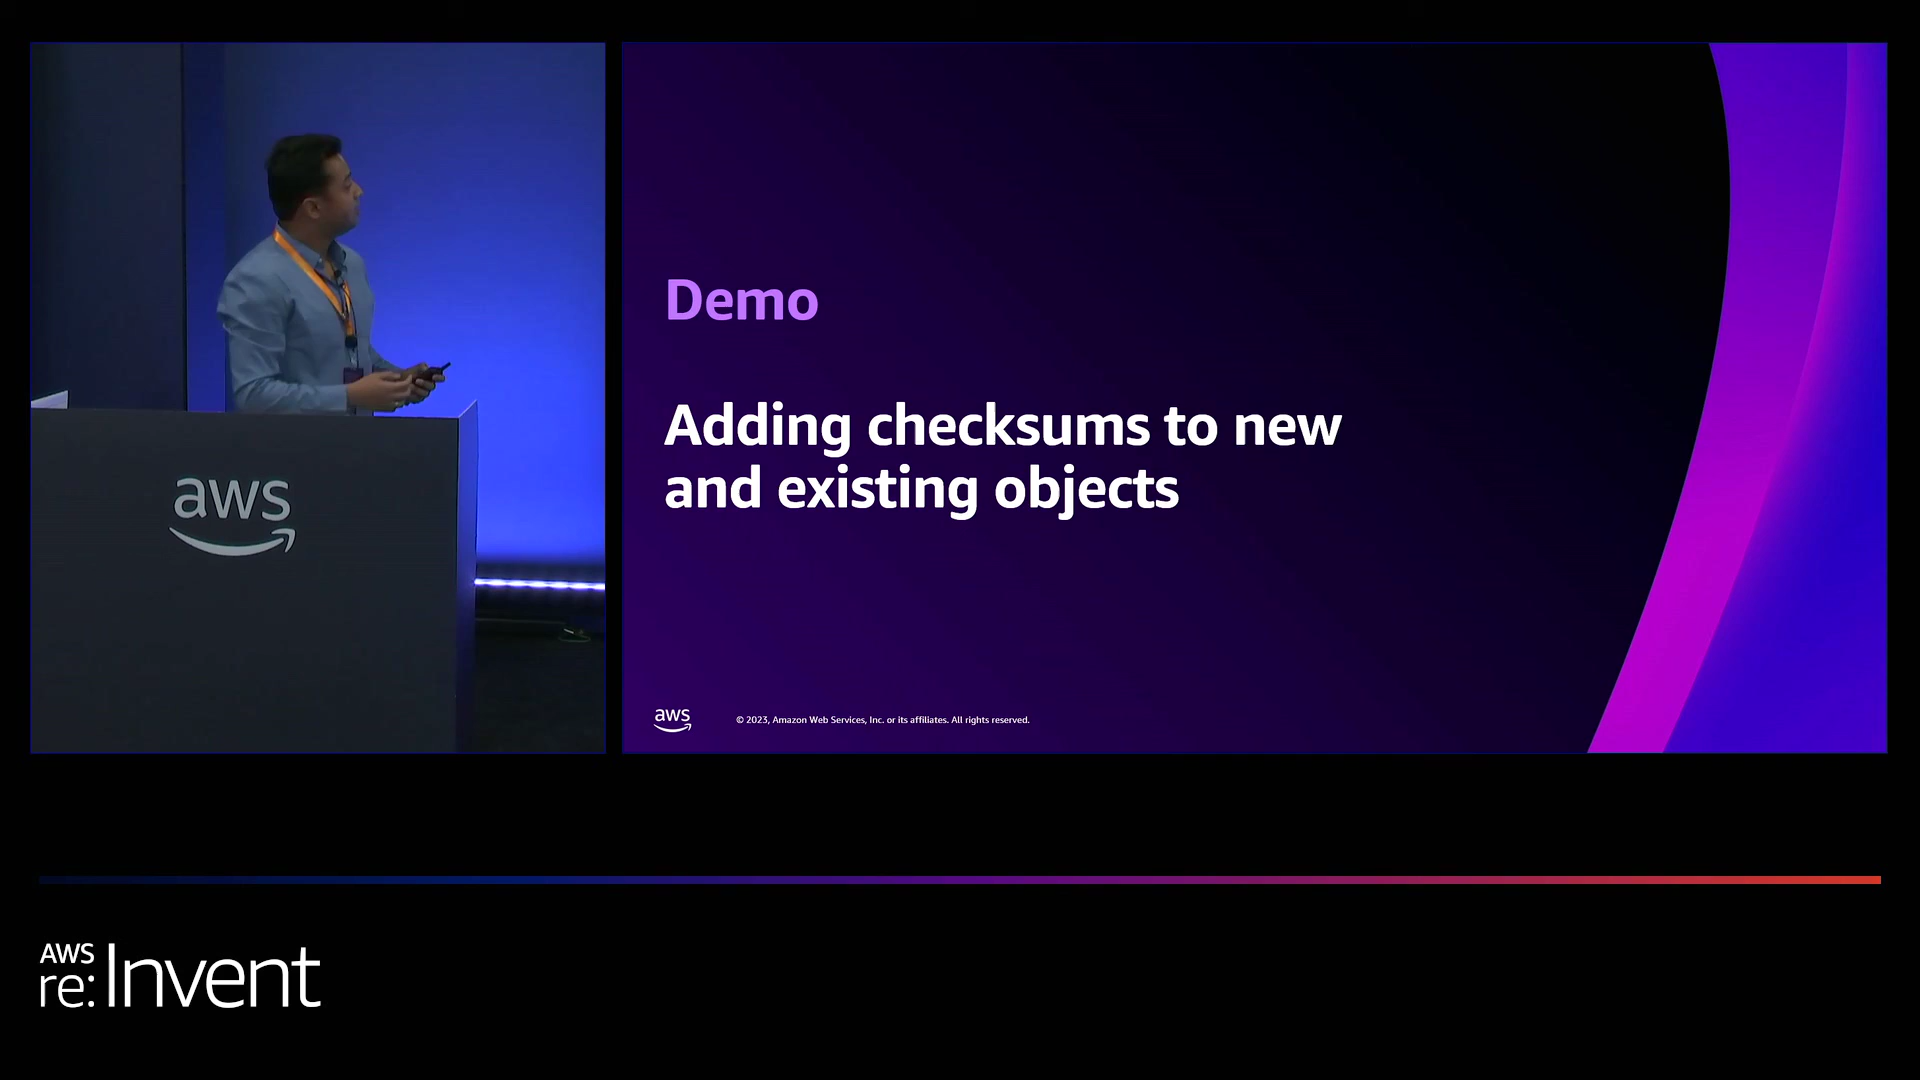 aws
Demo
Adding checksums to new
and existing objects
aws
© 2023, Amazon Web Services, Inc. or its affiliates. All rights reserved.
AWS
re:Invent